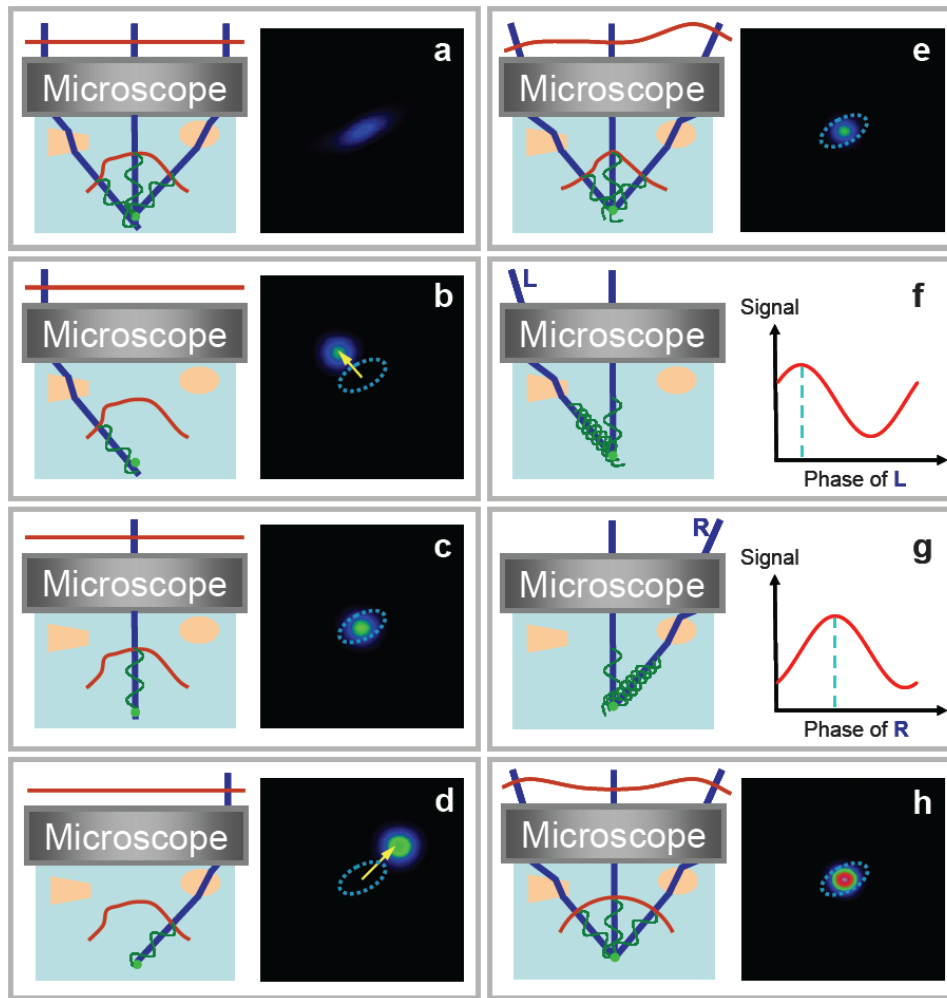 Microscope
a
Microscope
b
Microscope
c
Microscope
d
Microscope
e
L
Microscope
f
Signal
Phase of L
R
Microscope
g
Signal
Phase of R
Microscope
h